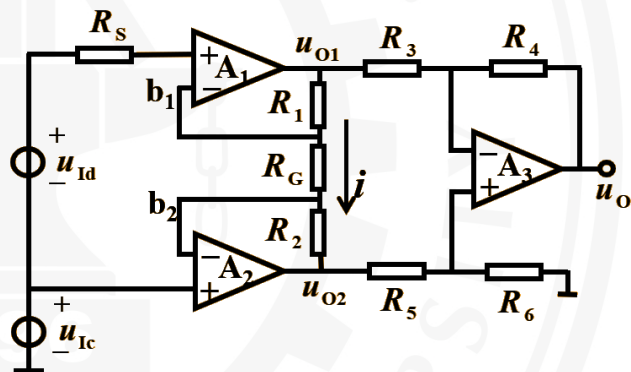 R_S
+ A_1
u_O1
R_3
R_4
b_1
−
R_1
+
u_Id
−
R_G
i
− A_3
+
u_O
b_2
R_2
− A_2
+
u_O2
R_5
R_6
+
u_Ic
−